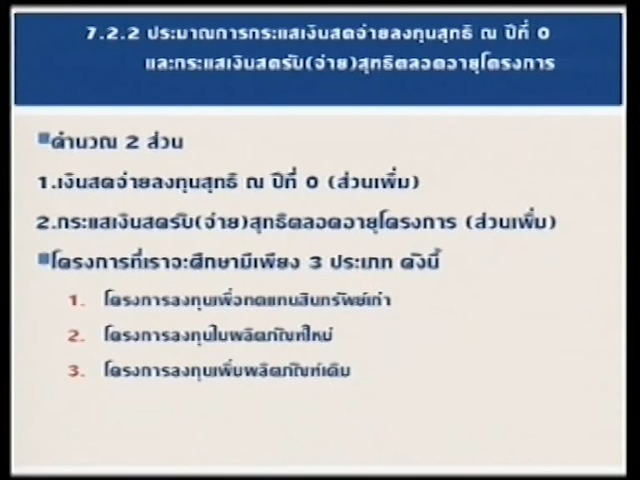 7.2.2 ประมาณการกระแสเงินสดจ่ายลงทุนสุทธิ ณ ปีที่ 0
และกระแสเงินสดรับ(จ่าย)สุทธิตลอดอายุโครงการ
คำนวณ 2 ส่วน
1.เงินสดจ่ายลงทุนสุทธิ ณ ปีที่ 0 (ส่วนเพิ่ม)
2.กระแสเงินสดรับ(จ่าย)สุทธิตลอดอายุโครงการ (ส่วนเพิ่ม)
โครงการที่เราจะศึกษามีเพียง 3 ประเภท ดังนี้
1. โครงการลงทุนเพื่อทดแทนสินทรัพย์เก่า
2. โครงการลงทุนในผลิตภัณฑ์ใหม่
3. โครงการลงทุนเพิ่มผลิตภัณฑ์เดิม